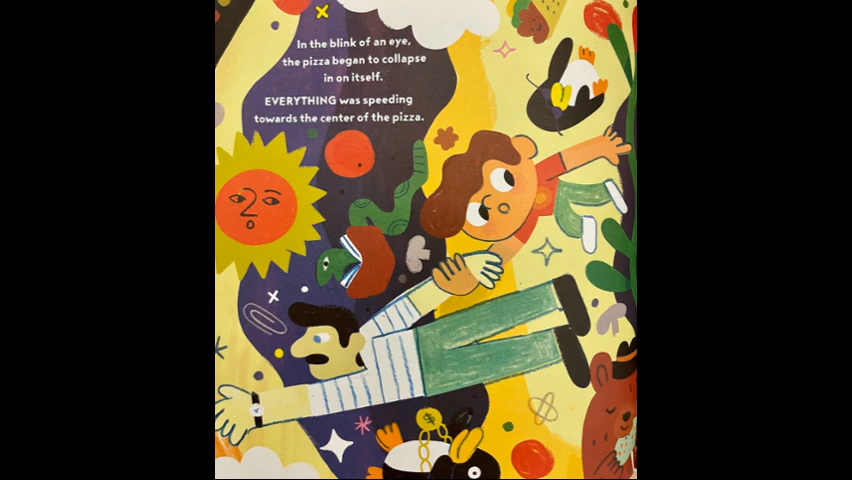 In the blink of an eye,
the pizza began to collapse
in on itself.
EVERYTHING was speeding
towards the center of the pizza.
$